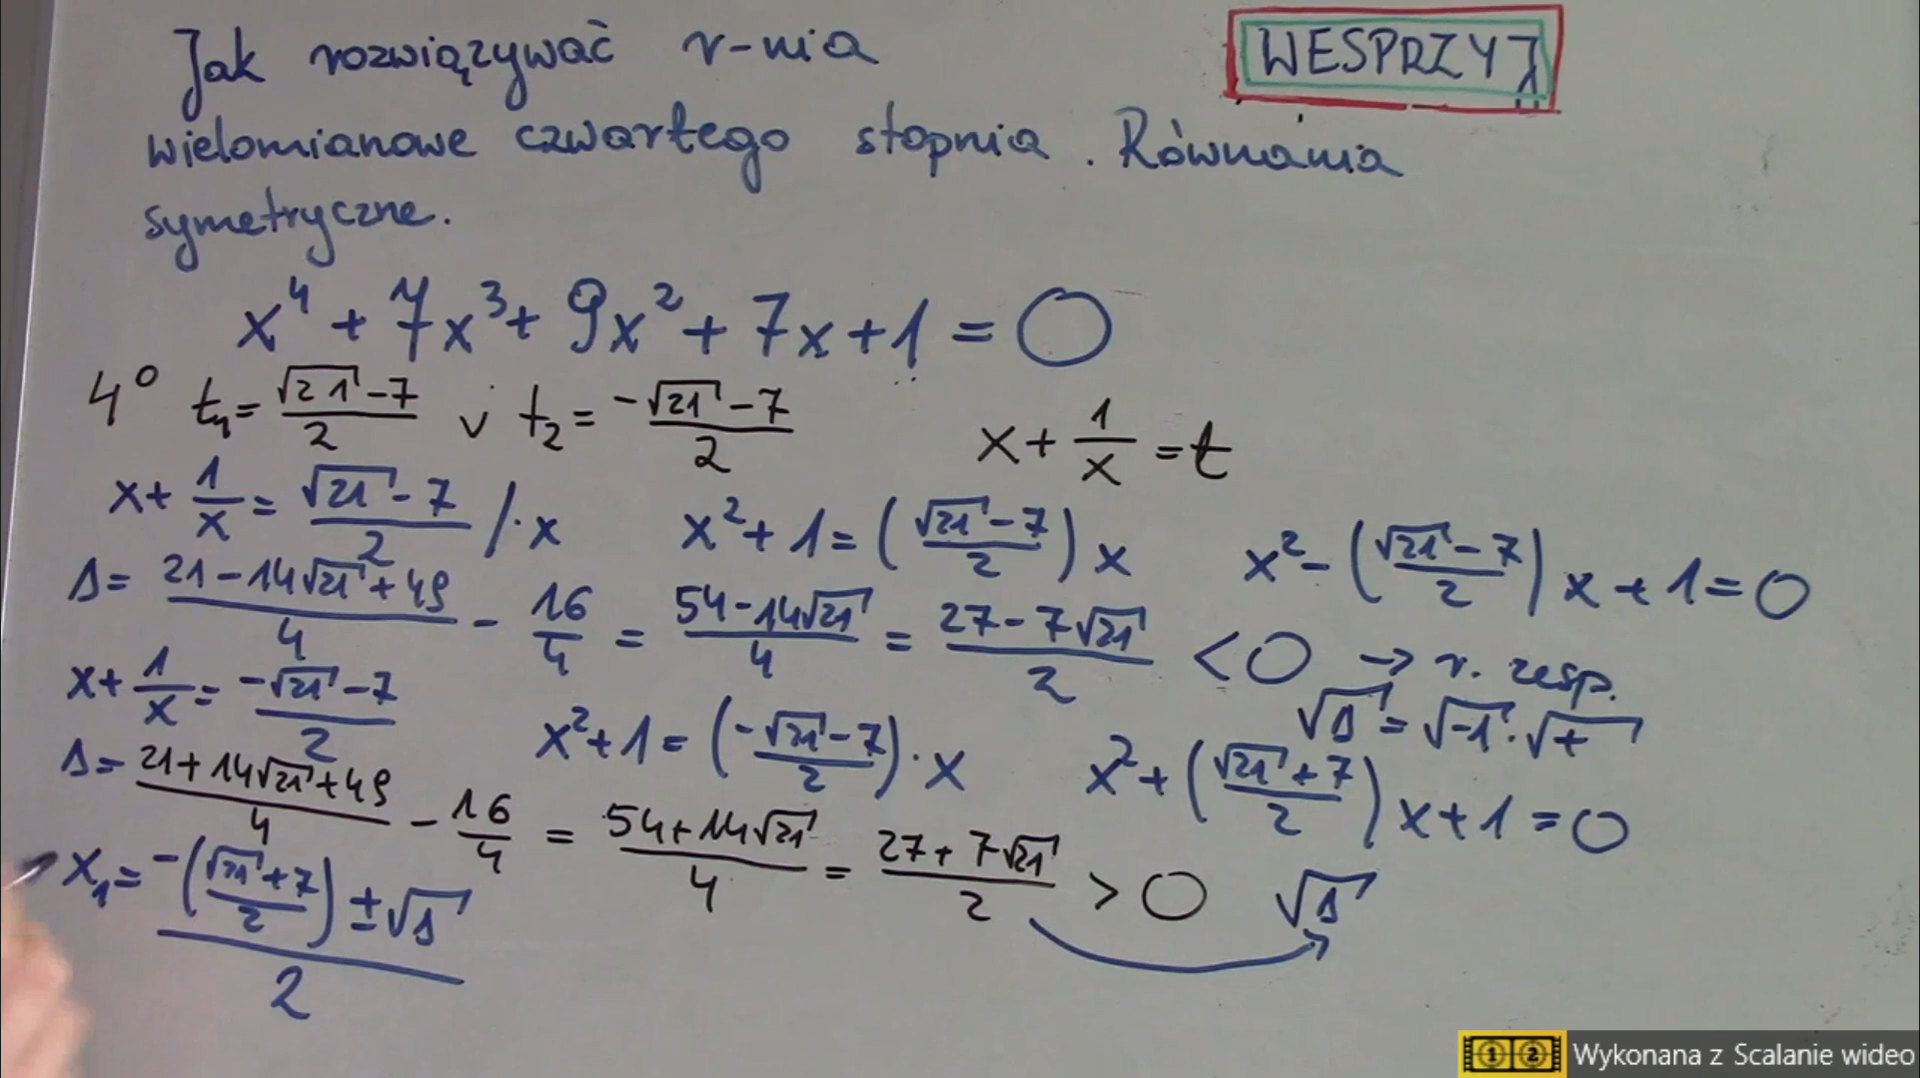 Jak rozwiązywać r-nia
WESPRZYJ
wielomianowe czwartego stopnia. Równania
symetryczne.
x⁴ + 7x³ + 9x² + 7x + 1 = 0
4° t₁ = (√21 - 7)/2 ∨ t₂ = (-√21 - 7)/2
x + 1/x = t
x + 1/x = (√21 - 7)/2 /·x x² + 1 = ((√21 - 7)/2) x x² - ((√21 - 7)/2) x + 1 = 0
Δ = (21 - 14√21 + 49)/4 - 16/4 = (54 - 14√21)/4 = (27 - 7√21)/2 < 0 → r. zesp.
√Δ = √-1 · √+
x + 1/x = (-√21 - 7)/2 x² + 1 = ((-√21 - 7)/2) · x x² + ((√21 + 7)/2) x + 1 = 0
Δ = (21 + 14√21 + 49)/4 - 16/4 = (54 + 14√21)/4 = (27 + 7√21)/2 > 0 √Δ
x₁ = (-((√21 + 7)/2) ± √Δ)/2
1 2 Wykonana z Scalanie wideo